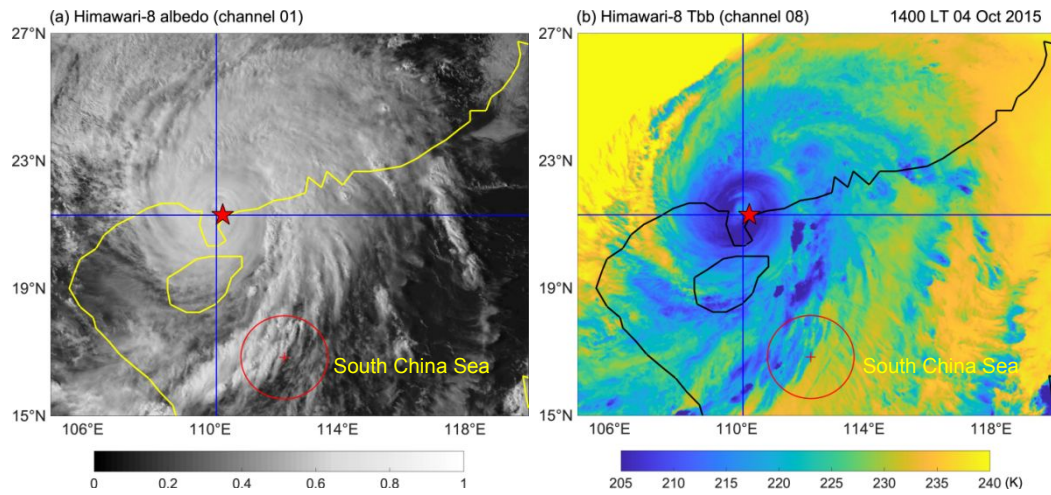 (a) Himawari-8 albedo (channel 01)
(b) Himawari-8 Tbb (channel 08)
1400 LT 04 Oct 2015
27°N
23°N
19°N
15°N
South China Sea
106°E
110°E
114°E
118°E
0
0.2
0.4
0.6
0.8
1
27°N
23°N
19°N
15°N
South China Sea
106°E
110°E
114°E
118°E
205
210
215
220
225
230
235
240 (K)